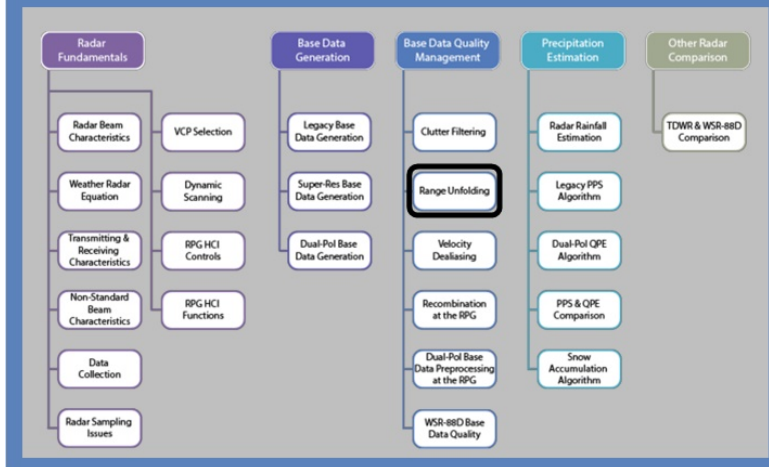 Radar
Fundamentals
Radar Beam
Characteristics
Weather Radar
Equation
Transmitting &
Receiving
Characteristics
Non-Standard
Beam
Characteristics
Data
Collection
Radar Sampling
Issues
VCP Selection
Dynamic
Scanning
RPG HCI
Controls
RPG HCI
Functions
Base Data
Generation
Legacy Base
Data Generation
Super-Res Base
Data Generation
Dual-Pol Base
Data Generation
Base Data Quality
Management
Clutter Filtering
Range Unfolding
Velocity
Dealiasing
Recombination
at the RPG
Dual-Pol Base
Data Preprocessing
at the RPG
WSR-88D Base
Data Quality
Precipitation
Estimation
Radar Rainfall
Estimation
Legacy PPS
Algorithm
Dual-Pol QPE
Algorithm
PPS & QPE
Comparison
Snow
Accumulation
Algorithm
Other Radar
Comparison
TDWR & WSR-88D
Comparison